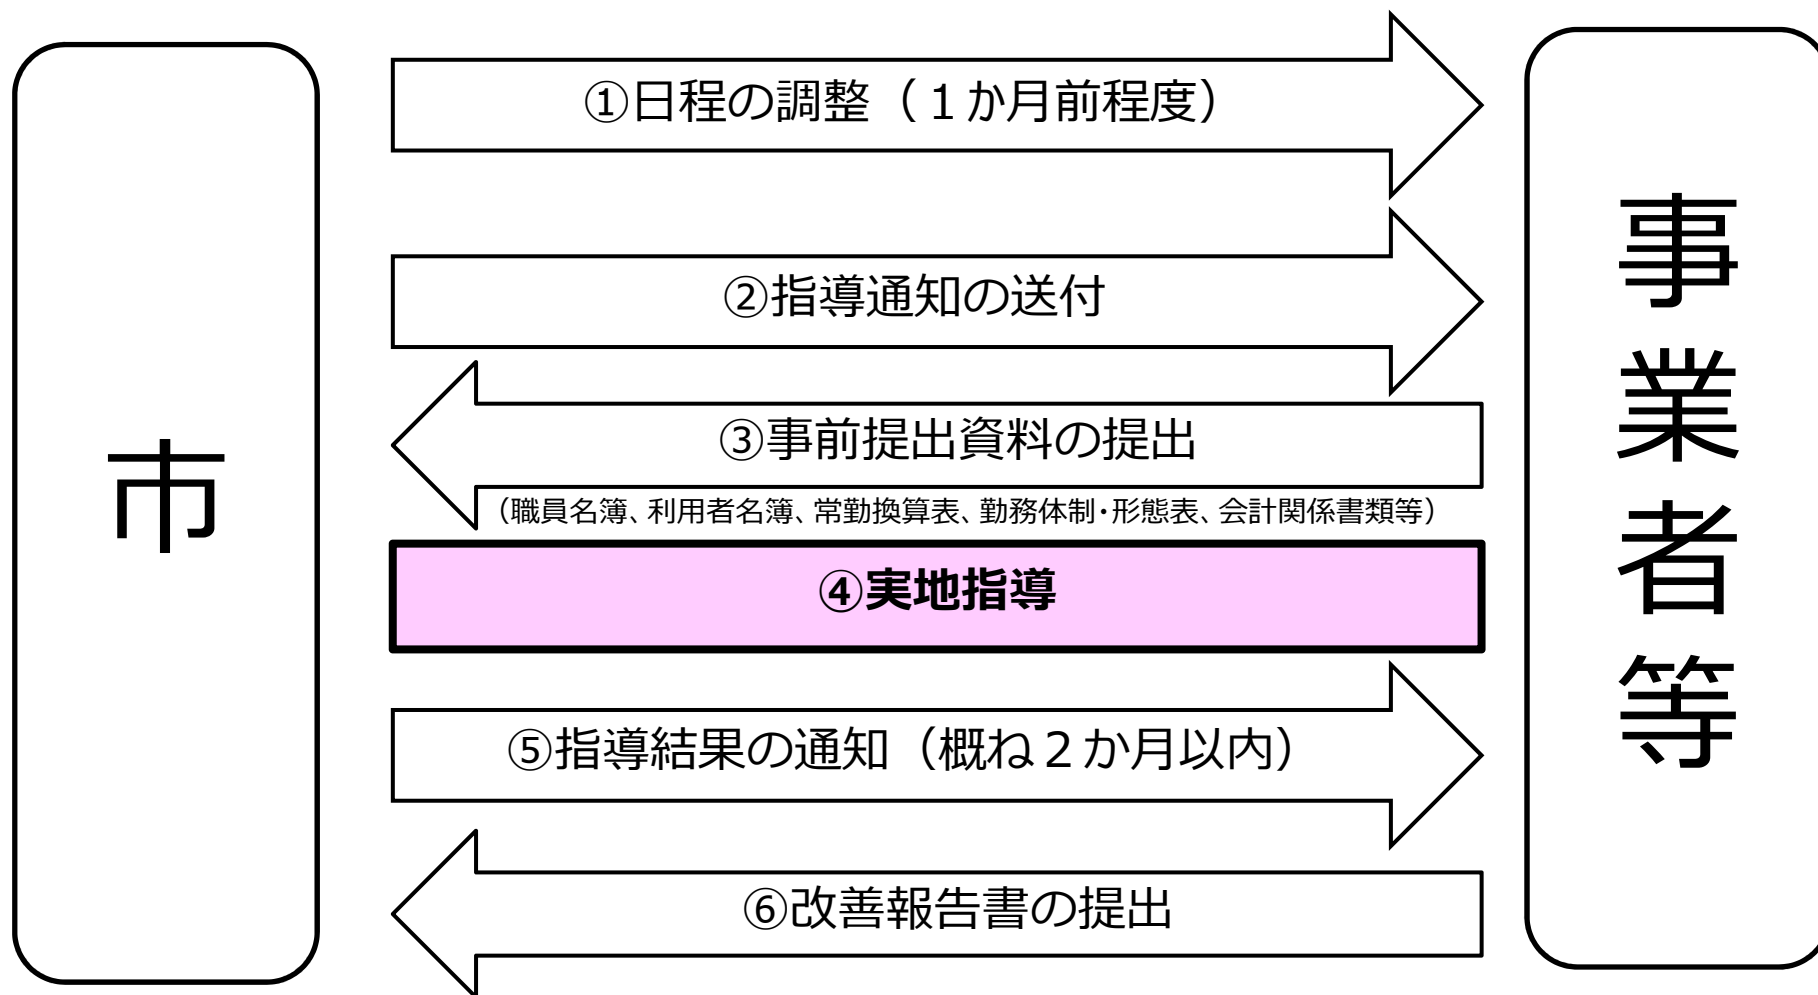 市
①日程の調整（１か月前程度）
②指導通知の送付
③事前提出資料の提出
（職員名簿、利用者名簿、常勤換算表、勤務体制・形態表、会計関係書類等）
④実地指導
⑤指導結果の通知（概ね２か月以内）
⑥改善報告書の提出
事業者等